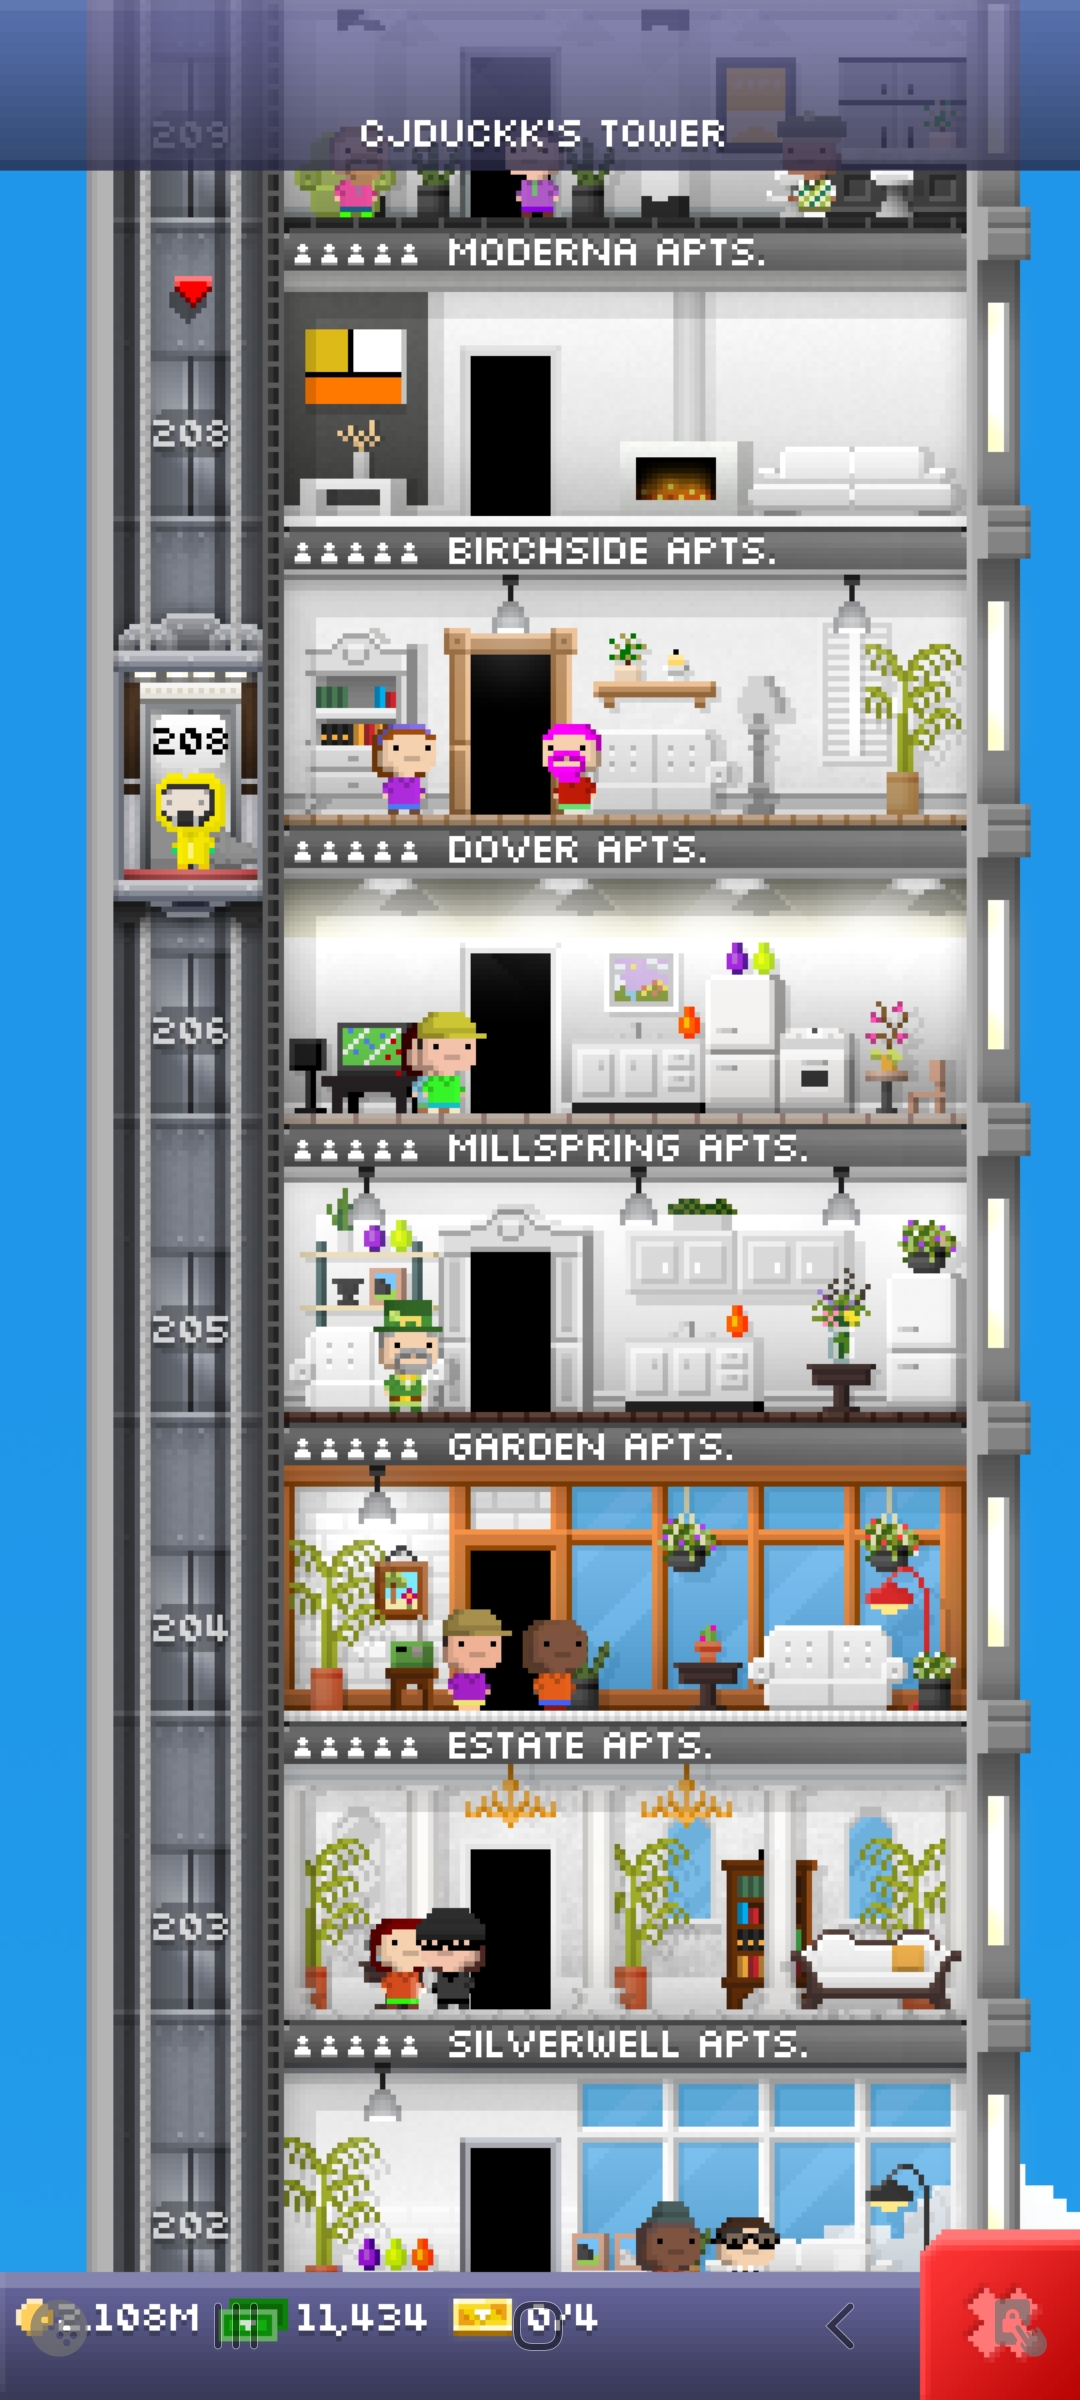 209
CJDUCKK'S TOWER
MODERNA APTS.
208
BIRCHSIDE APTS.
208
DOVER APTS.
206
MILLSPRING APTS.
205
GARDEN APTS.
204
ESTATE APTS.
203
SILVERWELL APTS.
202
.108M 11,434 0/4